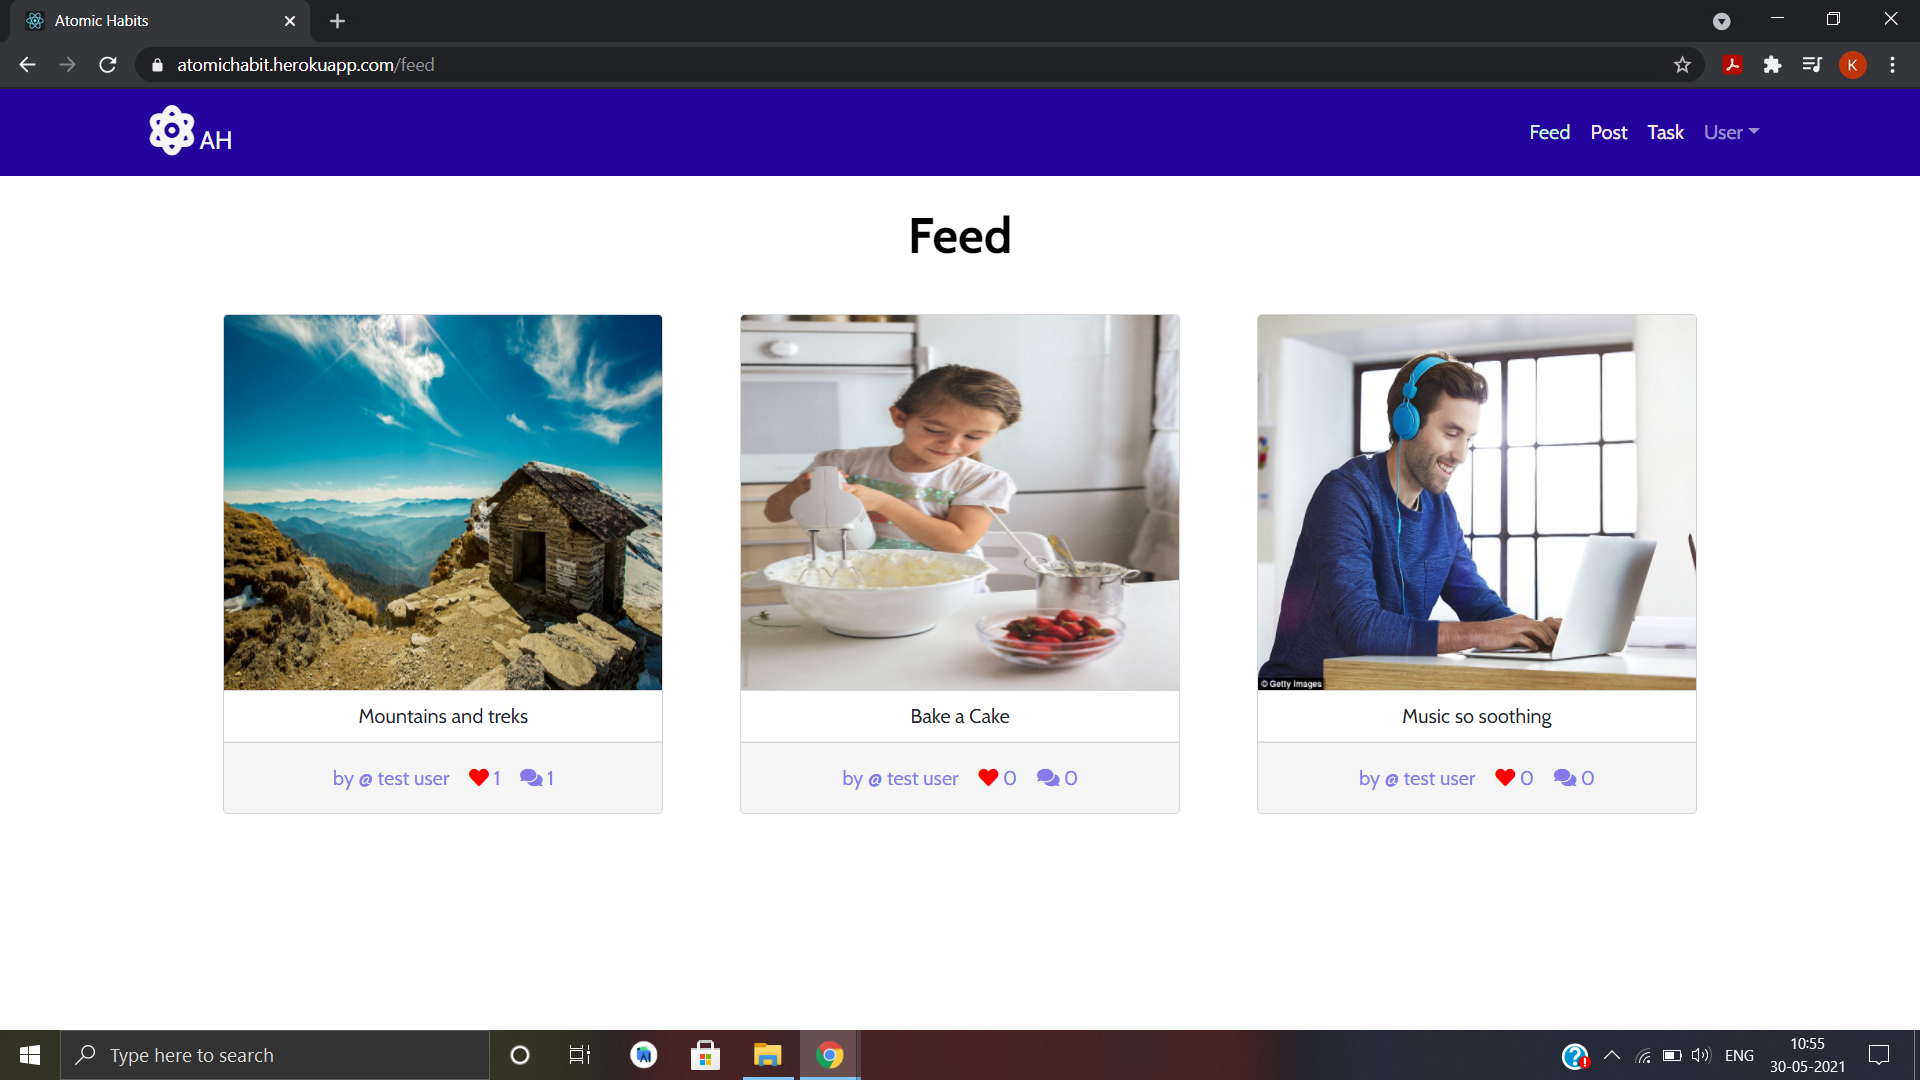 Atomic Habits
atomichabit.herokuapp.com/feed
K
AH
Feed Post Task User
Feed
© Getty Images
Mountains and treks
Bake a Cake
Music so soothing
by @ test user 1 1
by @ test user 0 0
by @ test user 0 0
Type here to search
ENG
10:55
30-05-2021